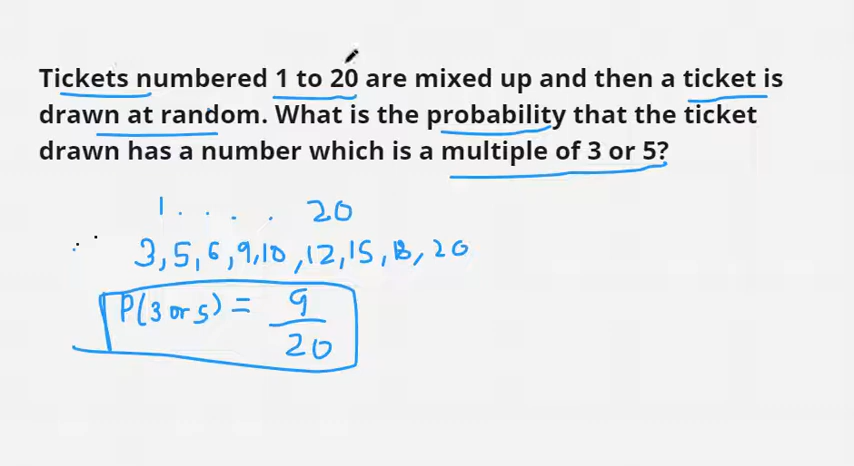 Tickets numbered 1 to 20 are mixed up and then a ticket is
drawn at random. What is the probability that the ticket
drawn has a number which is a multiple of 3 or 5?
1 . . . . 20
3,5,6,9,10,12,15,18,20
P(3 or 5) = 9/20